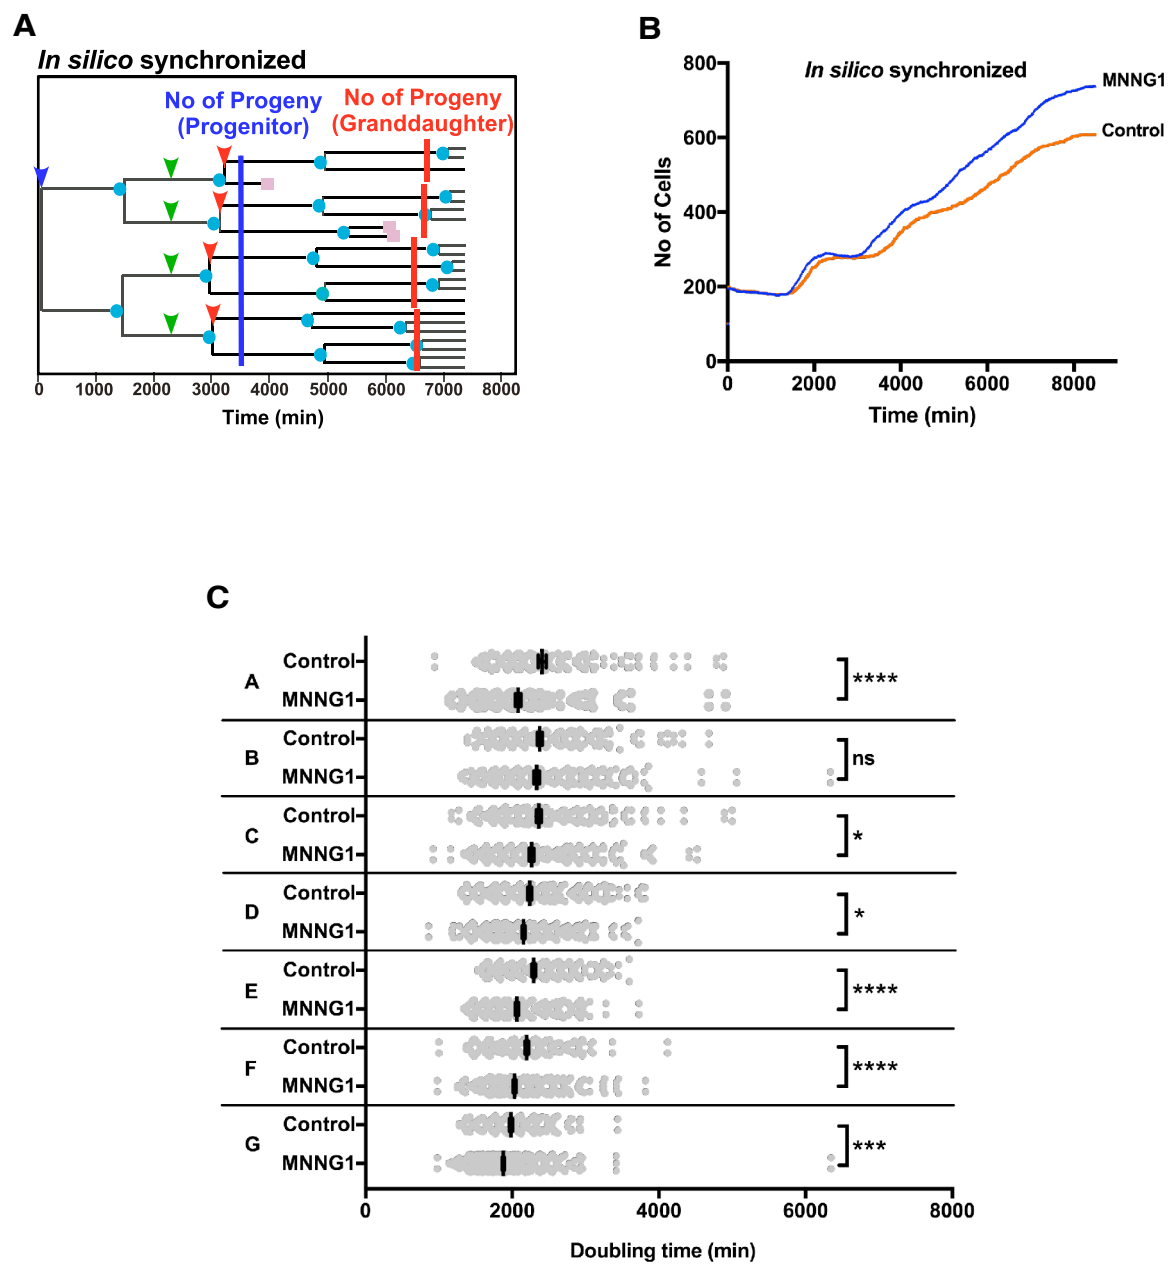 A
In silico synchronized
No of Progeny
(Progenitor)
No of Progeny
(Granddaughter)
0 1000 2000 3000 4000 5000 6000 7000 8000
Time (min)
B
In silico synchronized
MNNG1
Control
No of Cells
800
600
400
200
0
0 2000 4000 6000 8000
Time (min)
C
A
Control
MNNG1
****
B
Control
MNNG1
ns
C
Control
MNNG1
*
D
Control
MNNG1
*
E
Control
MNNG1
****
F
Control
MNNG1
****
G
Control
MNNG1
***
0 2000 4000 6000 8000
Doubling time (min)